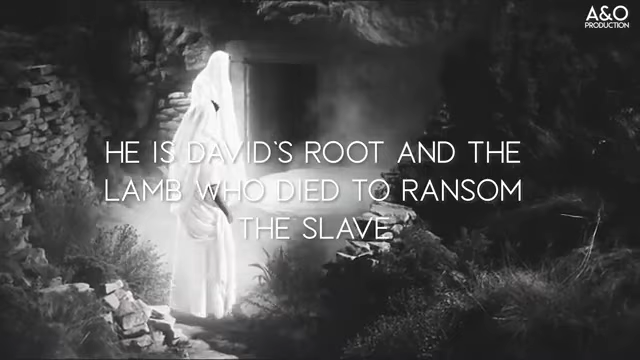 A&O
PRODUCTION
HE IS DAVID'S ROOT AND THE
LAMB WHO DIED TO RANSOM
THE SLAVE